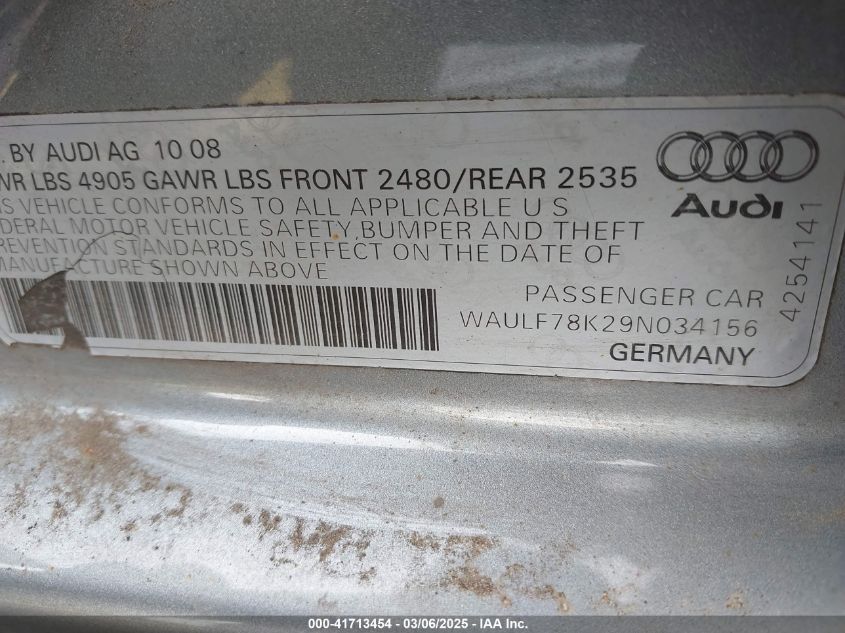 . BY AUDI AG 10 08
WR LBS 4905 GAWR LBS FRONT 2480/REAR 2535
S VEHICLE CONFORMS TO ALL APPLICABLE U S
DERAL MOTOR VEHICLE SAFETY, BUMPER AND THEFT
REVENTION STANDARDS IN EFFECT ON THE DATE OF
MANUFACTURE SHOWN ABOVE
PASSENGER CAR
WAULF78K29N034156
GERMANY
Audi
4254141
000-41713454 - 03/06/2025 - IAA Inc.